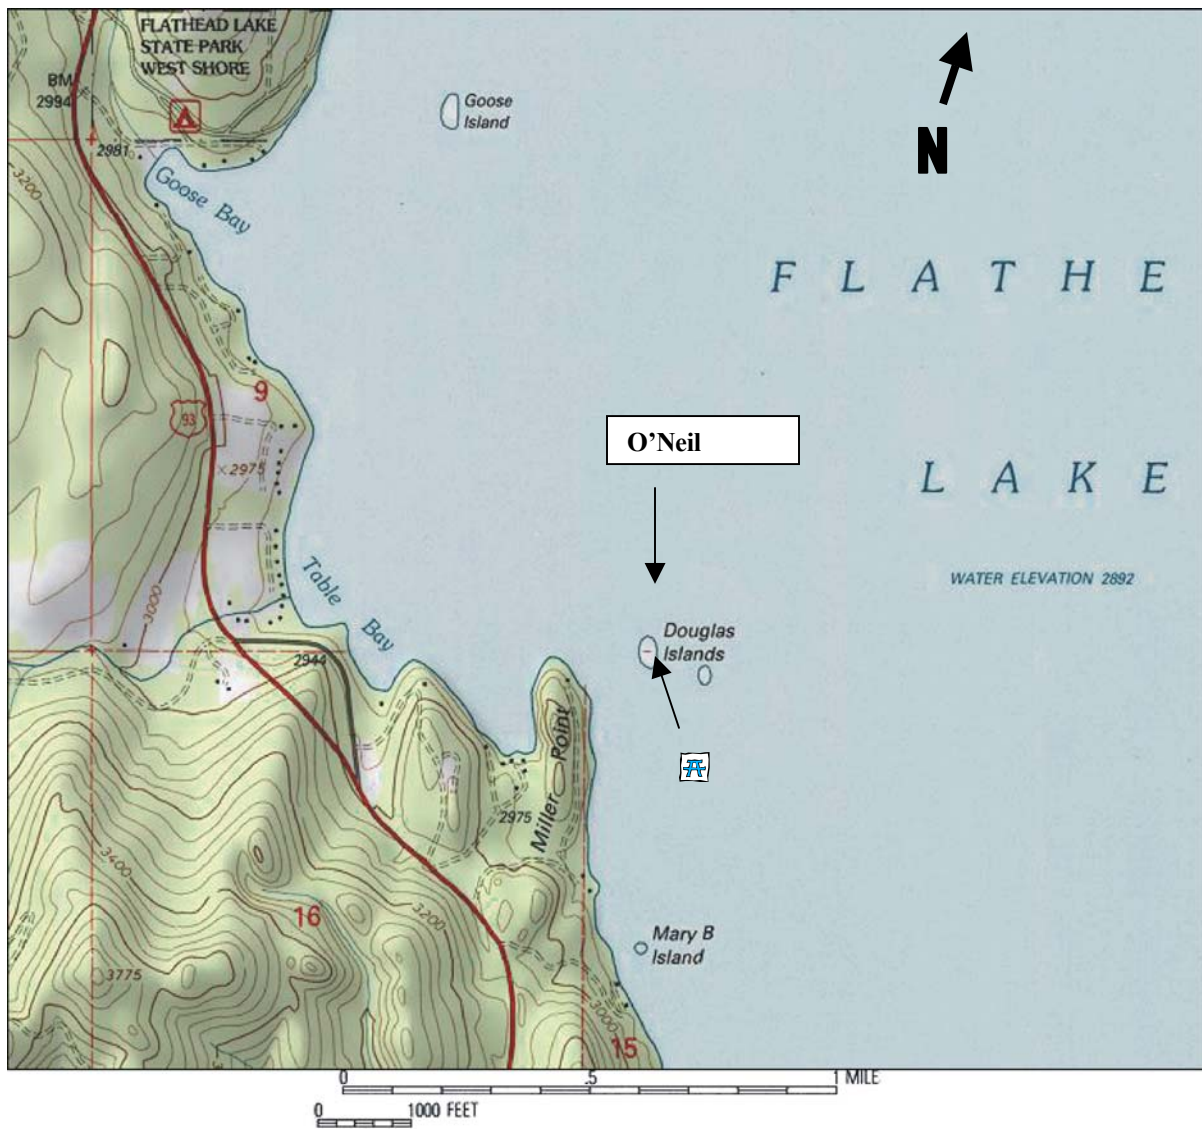 FLATHEAD LAKE
STATE PARK
WEST SHORE
BM
2994
Goose
Island
N
2981
3200
Goose Bay
F L A T H E
9
93
O'Neil
×2975
L A K E
WATER ELEVATION 2892
Table Bay
3000
Douglas
Islands
2944
Miller Point
2975
3400
16
3200
Mary B
Island
3775
3000
15
0 .5 1 MILE
0 1000 FEET